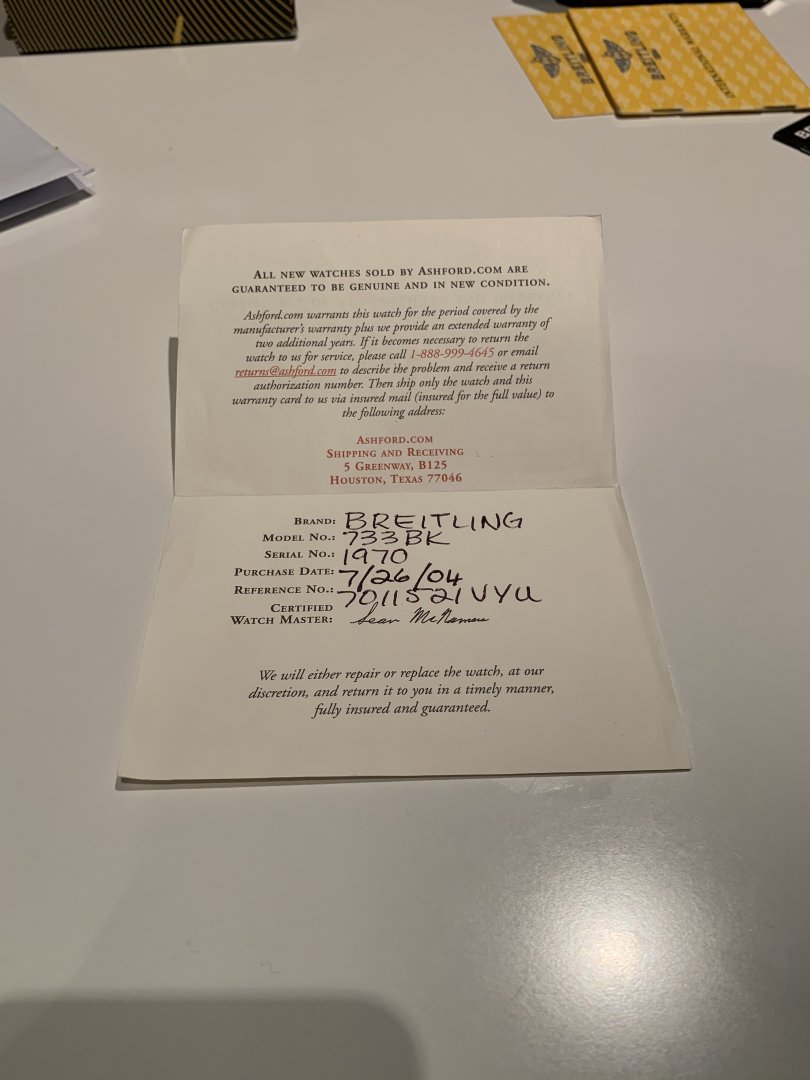 BREITLING
BREITLING
INTERNATIONAL WARRANTY
ALL NEW WATCHES SOLD BY ASHFORD.COM ARE
GUARANTEED TO BE GENUINE AND IN NEW CONDITION.
Ashford.com warrants this watch for the period covered by the
manufacturer's warranty plus we provide an extended warranty of
two additional years. If it becomes necessary to return the
watch to us for service, please call 1-888-999-4645 or email
returns@ashford.com to describe the problem and receive a return
authorization number. Then ship only the watch and this
warranty card to us via insured mail (insured for the full value) to
the following address:
ASHFORD.COM
SHIPPING AND RECEIVING
5 GREENWAY, B125
HOUSTON, TEXAS 77046
BRAND: BREITLING
MODEL NO.: 733BK
SERIAL NO.: 1970
PURCHASE DATE: 7/26/04
REFERENCE NO.: 7011521VYU
CERTIFIED
WATCH MASTER: Sean McNamara
We will either repair or replace the watch, at our
discretion, and return it to you in a timely manner,
fully insured and guaranteed.